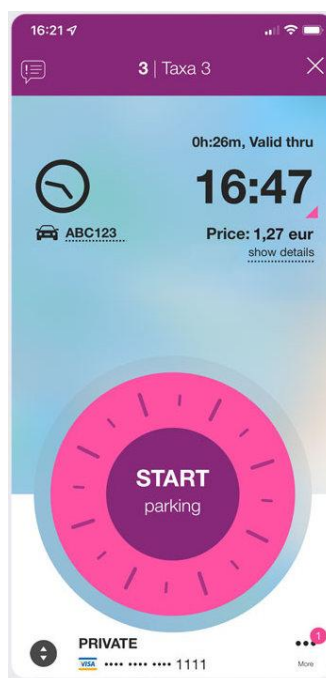 16:21
3 | Taxa 3
0h:26m, Valid thru
16:47
ABC123
Price: 1,27 eur
show details
START
parking
PRIVATE
1
VISA •••• •••• •••• 1111
More